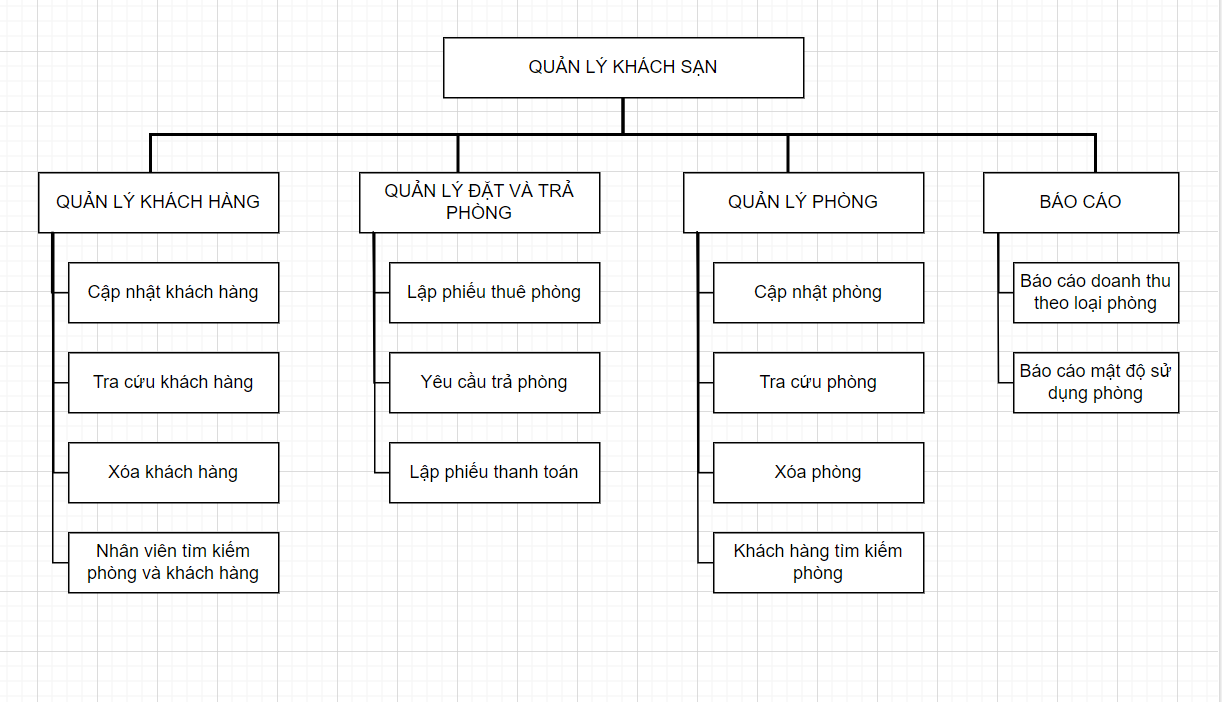 QUẢN LÝ KHÁCH SẠN
QUẢN LÝ KHÁCH HÀNG
Cập nhật khách hàng
Tra cứu khách hàng
Xóa khách hàng
Nhân viên tìm kiếm
phòng và khách hàng
QUẢN LÝ ĐẶT VÀ TRẢ
PHÒNG
Lập phiếu thuê phòng
Yêu cầu trả phòng
Lập phiếu thanh toán
QUẢN LÝ PHÒNG
Cập nhật phòng
Tra cứu phòng
Xóa phòng
Khách hàng tìm kiếm
phòng
BÁO CÁO
Báo cáo doanh thu
theo loại phòng
Báo cáo mật độ sử
dụng phòng